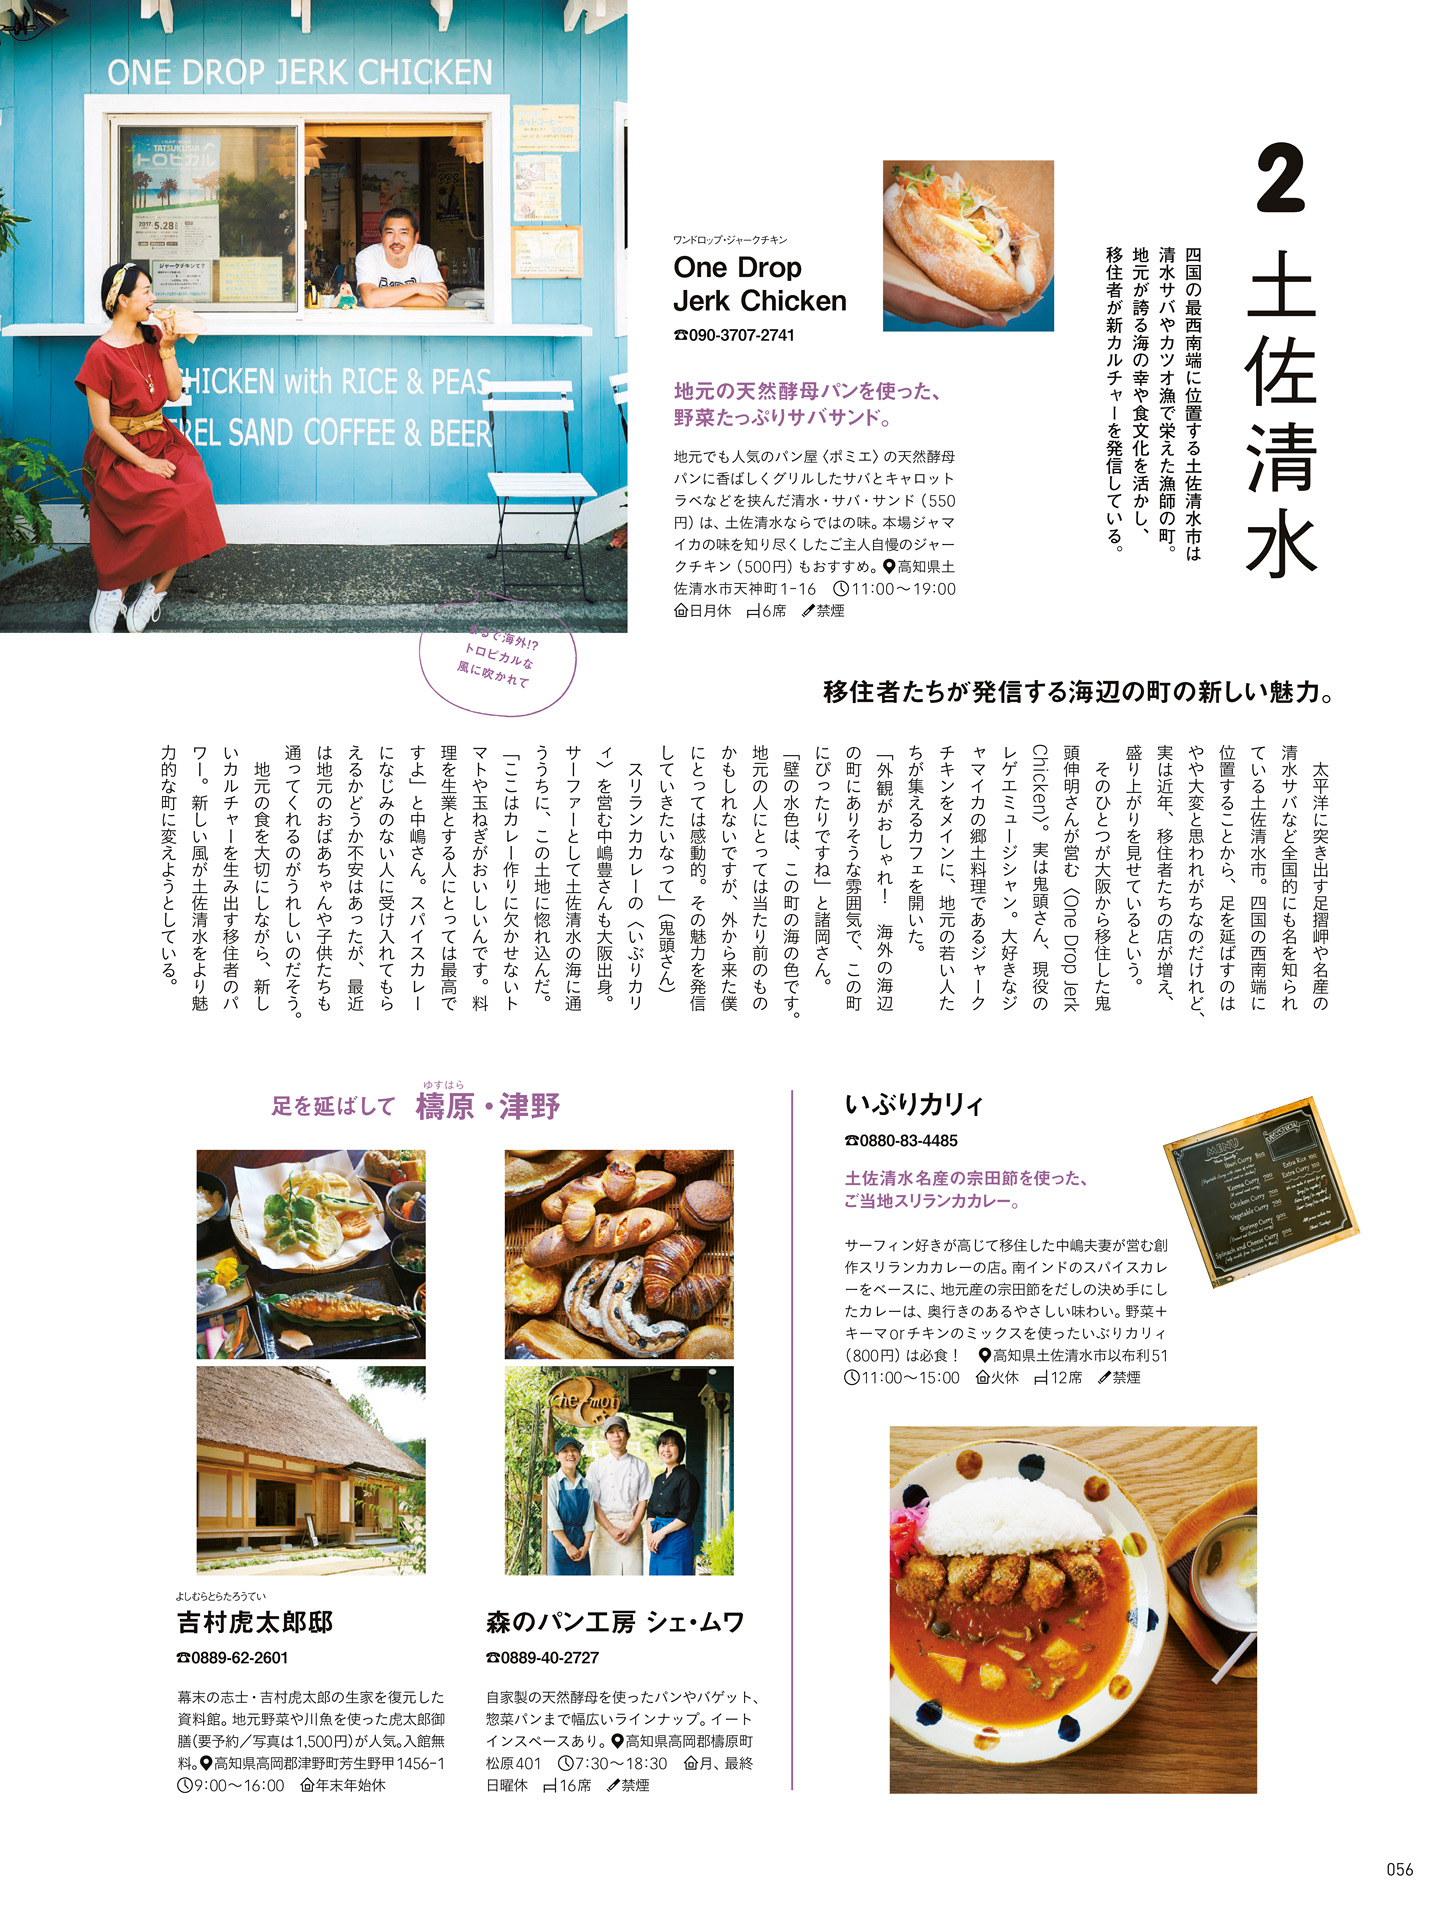 2 土佐清水
四国の最西南端に位置する土佐清水市は
清水サバやカツオ漁で栄えた漁師の町。
地元が誇る海の幸や食文化を活かし、
移住者が新カルチャーを発信している。
ONE DROP JERK CHICKEN
TATSUKUSHI
トロピカル
2017 5.28
ジャークチキンって?
CHICKEN with RICE & PEAS
REL SAND COFFEE & BEER
まるで海外!?
トロピカルな
風に吹かれて
ワンドロップ・ジャークチキン
One Drop
Jerk Chicken
☎090-3707-2741
地元の天然酵母パンを使った、
野菜たっぷりサバサンド。
地元でも人気のパン屋〈ポミエ〉の天然酵母
パンに香ばしくグリルしたサバとキャロット
ラペなどを挟んだ清水・サバ・サンド(550
円)は、土佐清水ならではの味。本場ジャマ
イカの味を知り尽くしたご主人自慢のジャー
クチキン(500円)もおすすめ。高知県土
佐清水市天神町1-16 11:00〜19:00
日月休 6席 禁煙
移住者たちが発信する海辺の町の新しい魅力。
太平洋に突き出す足摺岬や名産の
清水サバなど全国的にも名を知られ
ている土佐清水市。四国の西南端に
位置することから、足を延ばすのは
やや大変と思われがちなのだけれど、
実は近年、移住者たちの店が増え、
盛り上がりを見せているという。
そのひとつが大阪から移住した鬼
頭伸明さんが営む〈One Drop Jerk
Chicken〉。実は鬼頭さん、現役の
レゲエミュージシャン。大好きなジ
ャマイカの郷土料理であるジャーク
チキンをメインに、地元の若い人た
ちが集えるカフェを開いた。
「外観がおしゃれ! 海外の海辺
の町にありそうな雰囲気で、この町
にぴったりですね」と諸岡さん。
「壁の水色は、この町の海の色です。
地元の人にとっては当たり前のもの
かもしれないですが、外から来た僕
にとっては感動的。その魅力を発信
していきたいなって」(鬼頭さん)
スリランカカレーの〈いぶりカリ
ィ〉を営む中嶋豊さんも大阪出身。
サーファーとして土佐清水の海に通
ううちに、この土地に惚れ込んだ。
「ここはカレー作りに欠かせないト
マトや玉ねぎがおいしいんです。料
理を生業とする人にとっては最高で
すよ」と中嶋さん。スパイスカレー
になじみのない人に受け入れてもら
えるかどうか不安はあったが、最近
は地元のおばあちゃんや子供たちも
通ってくれるのがうれしいのだそう。
地元の食を大切にしながら、新し
いカルチャーを生み出す移住者のパ
ワー。新しい風が土佐清水をより魅
力的な町に変えようとしている。
いぶりカリィ
☎0880-83-4485
土佐清水名産の宗田節を使った、
ご当地スリランカカレー。
サーフィン好きが高じて移住した中嶋夫妻が営む創
作スリランカカレーの店。南インドのスパイスカレ
ーをベースに、地元産の宗田節をだしの決め手にし
たカレーは、奥行きのあるやさしい味わい。野菜+
キーマorチキンのミックスを使ったいぶりカリィ
(800円)は必食! 高知県土佐清水市以布利51
11:00〜15:00 火休 12席 禁煙
MENU
Iburi Curry 800
Keema Curry 700
Chicken Curry 700
Vegetable Curry 700
Shrimp Curry 900
Spinach and Cheese Curry 900
Extra Rice 100
Extra Curry 300
足を延ばして 檮原・津野
ゆすはら
よしむらとらたろうてい
吉村虎太郎邸
☎0889-62-2601
幕末の志士・吉村虎太郎の生家を復元した
資料館。地元野菜や川魚を使った虎太郎御
膳(要予約/写真は1,500円)が人気。入館無
料。高知県高岡郡津野町芳生野甲1456-1
9:00〜16:00 年末年始休
che-moi
森のパン工房 シェ・ムワ
☎0889-40-2727
自家製の天然酵母を使ったパンやバゲット、
惣菜パンまで幅広いラインナップ。イート
インスペースあり。高知県高岡郡檮原町
松原401 7:30〜18:30 月、最終
日曜休 16席 禁煙
056